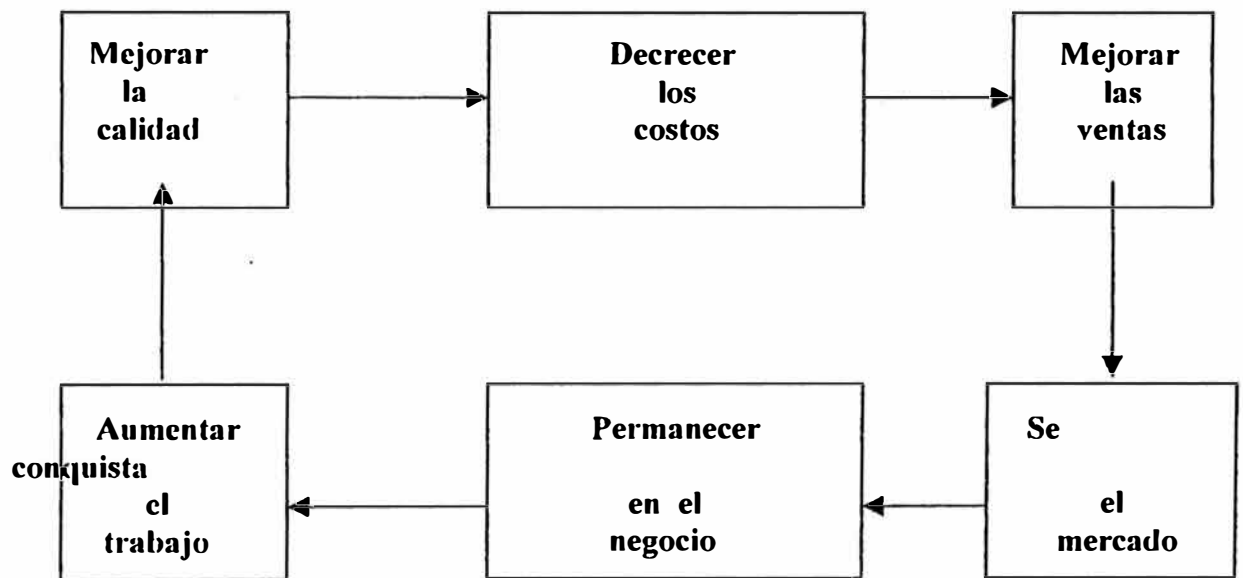 Mejorar
la
calidad
Decrecer
los
costos
Mejorar
las
ventas
Se
el
mercado
Permanecer
en el
negocio
Aumentar
conquista
el
trabajo